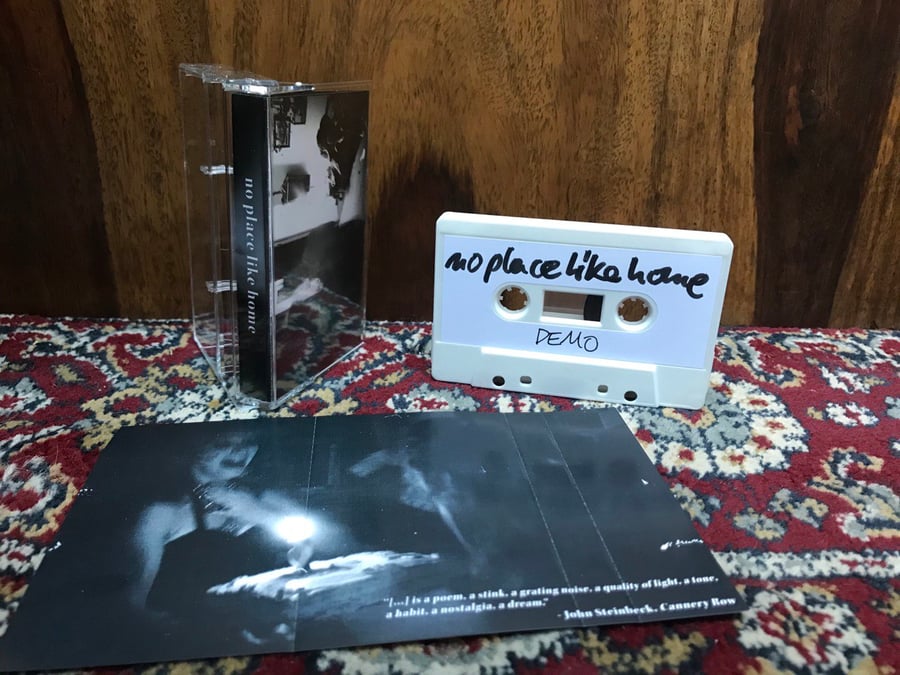 no place like home
no place like home
DEMO
"[...] is a poem, a stink, a grating noise, a quality of light, a tone,
a habit, a nostalgia, a dream."
- John Steinbeck, Cannery Row